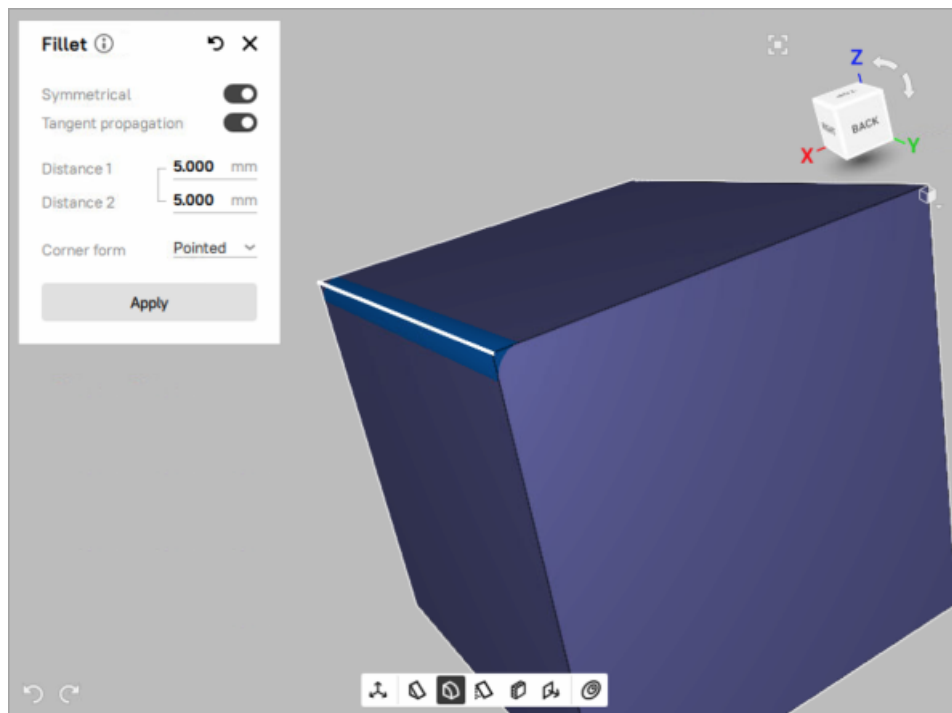 Fillet
Symmetrical
Tangent propagation
Distance 1 5.000 mm
Distance 2 5.000 mm
Corner form Pointed
Apply
Z
BACK
X
Y